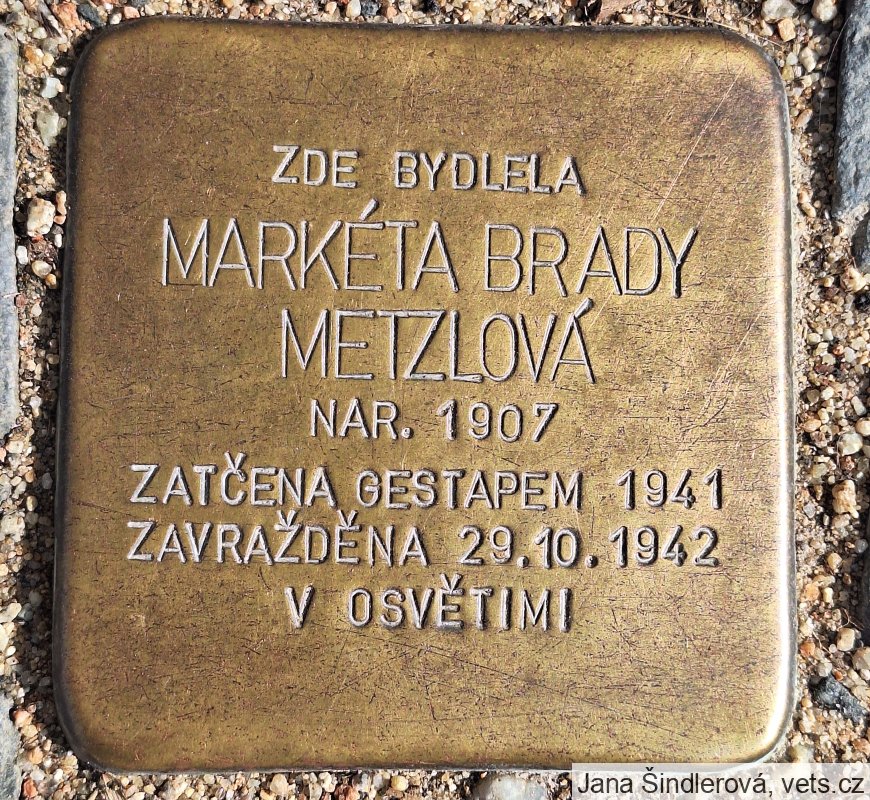 ZDE BYDLELA
MARKÉTA BRADY
METZLOVÁ
NAR. 1907
ZATČENA GESTAPEM 1941
ZAVRAŽDĚNA 29.10.1942
V OSVĚTIMI
Jana Šindlerová, vets.cz